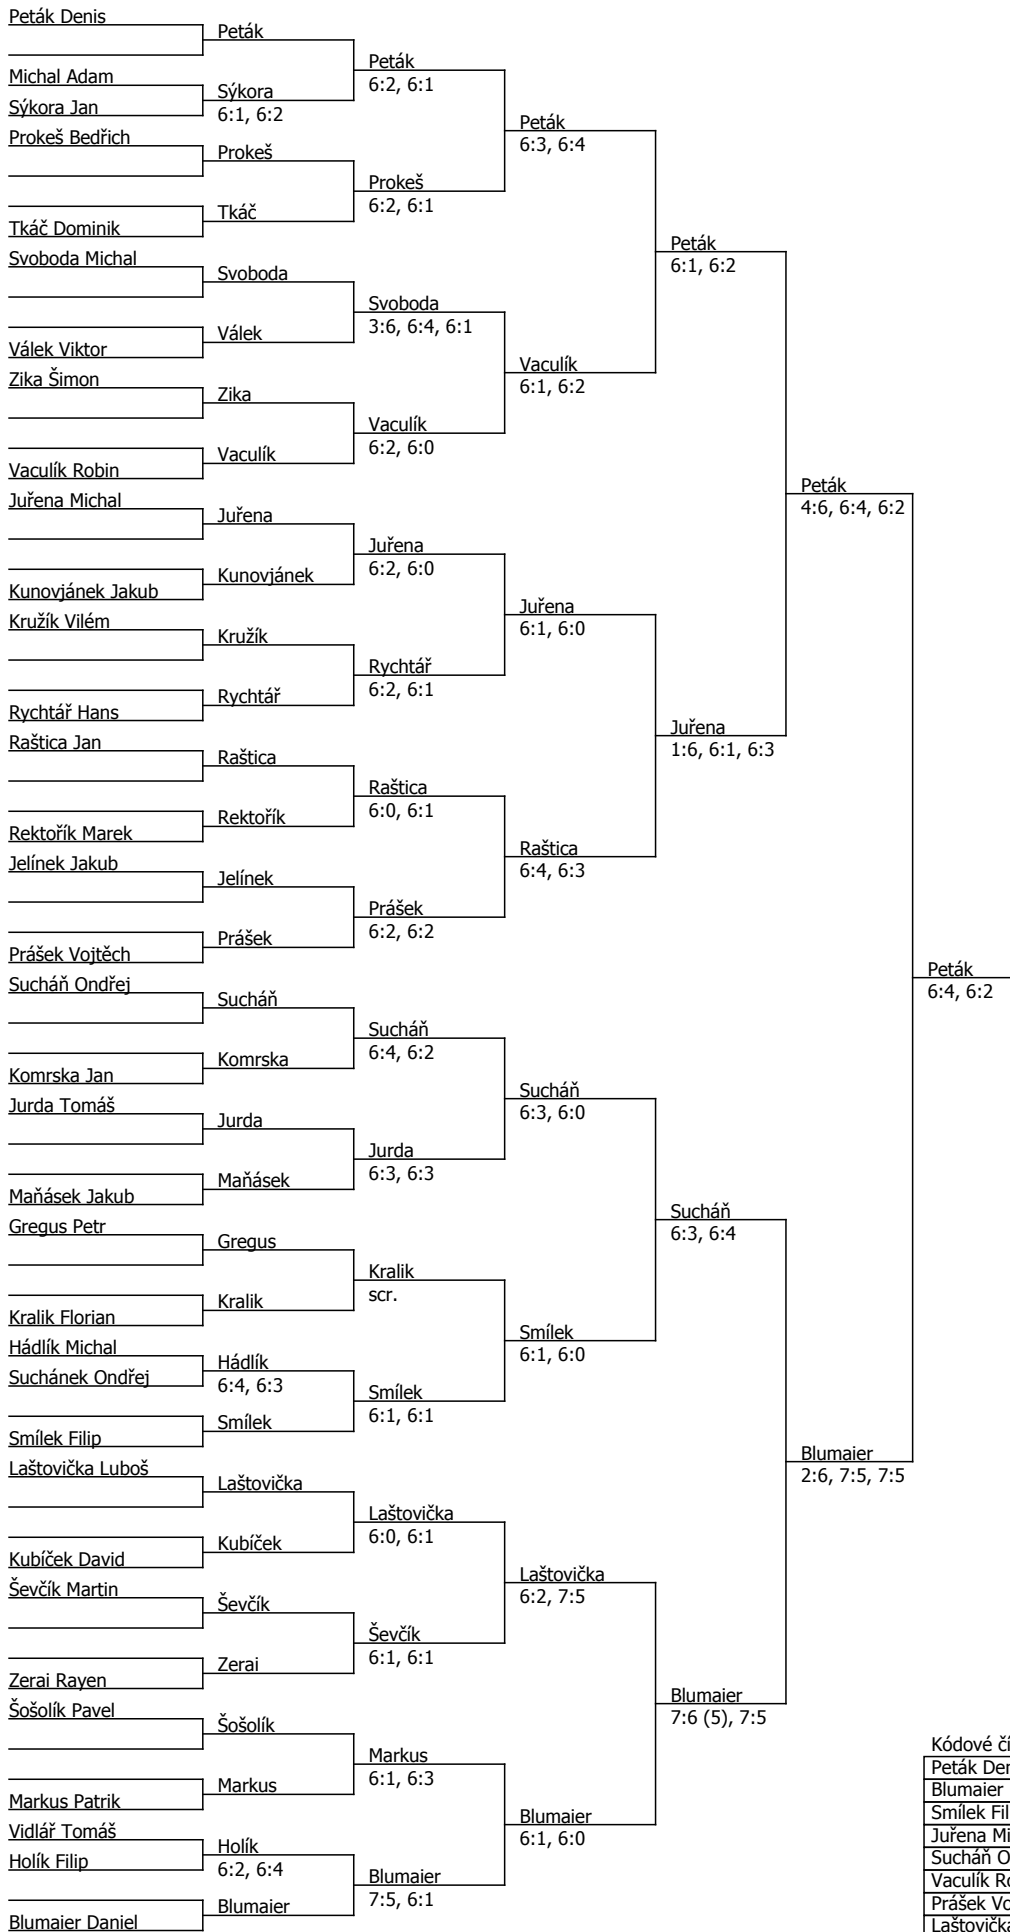 Peták Denis
Peták
Peták
6:2, 6:1
Michal Adam
Sýkora
6:1, 6:2
Sýkora Jan
Peták
6:3, 6:4
Prokeš Bedřich
Prokeš
Prokeš
6:2, 6:1
Tkáč
Tkáč Dominik
Peták
6:1, 6:2
Svoboda Michal
Svoboda
Svoboda
3:6, 6:4, 6:1
Válek
Válek Viktor
Vaculík
6:1, 6:2
Zika Šimon
Zika
Vaculík
6:2, 6:0
Vaculík
Vaculík Robin
Peták
4:6, 6:4, 6:2
Juřena Michal
Juřena
Juřena
6:2, 6:0
Kunovjánek
Kunovjánek Jakub
Juřena
6:1, 6:0
Kružík Vilém
Kružík
Rychtář
6:2, 6:1
Rychtář
Rychtář Hans
Juřena
1:6, 6:1, 6:3
Raštica Jan
Raštica
Raštica
6:0, 6:1
Rektořík
Rektořík Marek
Raštica
6:4, 6:3
Jelínek Jakub
Jelínek
Prášek
6:2, 6:2
Prášek
Prášek Vojtěch
Peták
6:4, 6:2
Sucháň Ondřej
Sucháň
Sucháň
6:4, 6:2
Komrska
Komrska Jan
Sucháň
6:3, 6:0
Jurda Tomáš
Jurda
Jurda
6:3, 6:3
Maňásek
Maňásek Jakub
Sucháň
6:3, 6:4
Gregus Petr
Gregus
Kralik
scr.
Kralik
Kralik Florian
Smílek
6:1, 6:0
Hádlík Michal
Hádlík
6:4, 6:3
Suchánek Ondřej
Smílek
6:1, 6:1
Smílek
Smílek Filip
Blumaier
2:6, 7:5, 7:5
Laštovička Luboš
Laštovička
Laštovička
6:0, 6:1
Kubíček
Kubíček David
Laštovička
6:2, 7:5
Ševčík Martin
Ševčík
Ševčík
6:1, 6:1
Zerai
Zerai Rayen
Blumaier
7:6 (5), 7:5
Šošolík Pavel
Šošolík
Markus
6:1, 6:3
Markus
Markus Patrik
Blumaier
6:1, 6:0
Vidlář Tomáš
Holík
6:2, 6:4
Holík Filip
Blumaier
7:5, 6:1
Blumaier
Blumaier Daniel
Kódové
Peták
Blumaier
Smílek
Juřena
Sucháň
Vaculík
Prášek
Laštovička